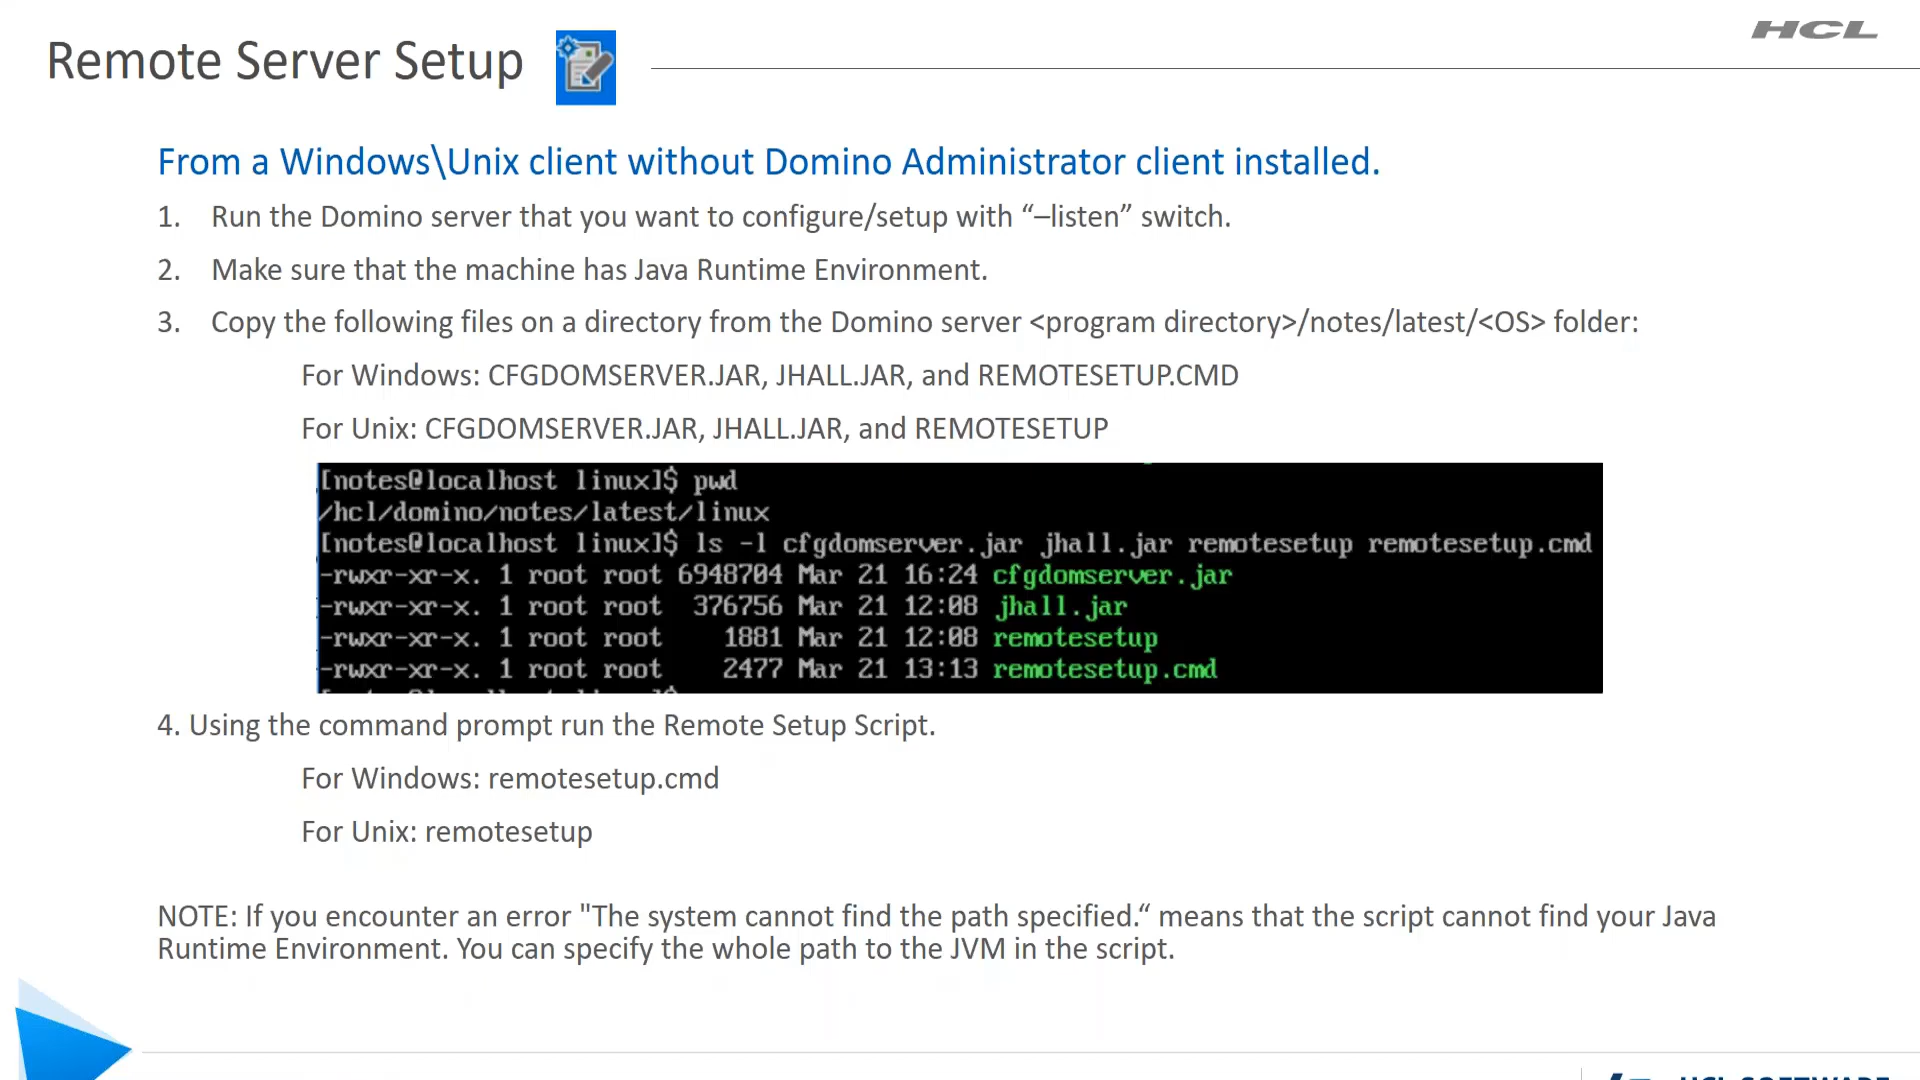 HCL
Remote Server Setup
From a Windows\Unix client without Domino Administrator client installed.
1. Run the Domino server that you want to configure/setup with “–listen” switch.
2. Make sure that the machine has Java Runtime Environment.
3. Copy the following files on a directory from the Domino server <program directory>/notes/latest/<OS> folder:
For Windows: CFGDOMSERVER.JAR, JHALL.JAR, and REMOTESETUP.CMD
For Unix: CFGDOMSERVER.JAR, JHALL.JAR, and REMOTESETUP
[notes@localhost linux]$ pwd
/hcl/domino/notes/latest/linux
[notes@localhost linux]$ ls -l cfgdomserver.jar jhall.jar remotesetup remotesetup.cmd
-rwxr-xr-x. 1 root root 6948704 Mar 21 16:24 cfgdomserver.jar
-rwxr-xr-x. 1 root root 376756 Mar 21 12:08 jhall.jar
-rwxr-xr-x. 1 root root 1881 Mar 21 12:08 remotesetup
-rwxr-xr-x. 1 root root 2477 Mar 21 13:13 remotesetup.cmd
4. Using the command prompt run the Remote Setup Script.
For Windows: remotesetup.cmd
For Unix: remotesetup
NOTE: If you encounter an error "The system cannot find the path specified.“ means that the script cannot find your Java
Runtime Environment. You can specify the whole path to the JVM in the script.
HCL SOFTWARE